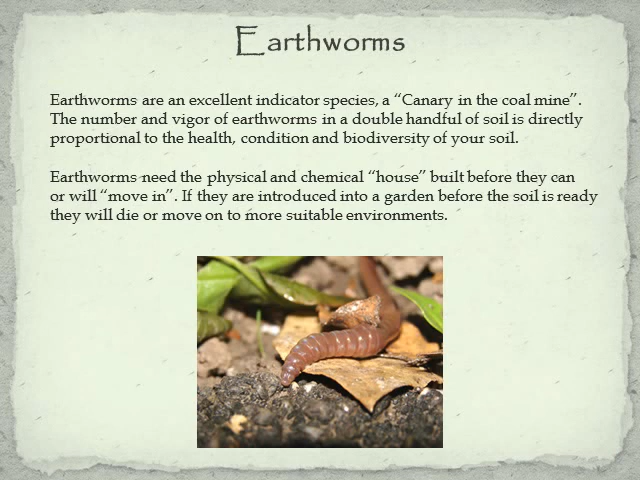 Earthworms
Earthworms are an excellent indicator species, a “Canary in the coal mine”.
The number and vigor of earthworms in a double handful of soil is directly
proportional to the health, condition and biodiversity of your soil.
Earthworms need the physical and chemical “house” built before they can
or will “move in”. If they are introduced into a garden before the soil is ready
they will die or move on to more suitable environments.